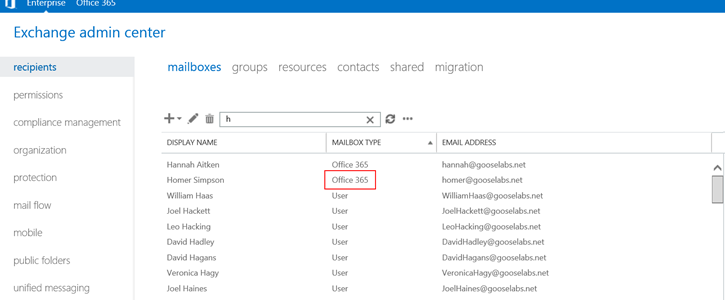 Enterprise Office 365
Exchange admin center
recipients
permissions
compliance management
organization
protection
mail flow
mobile
public folders
unified messaging
mailboxes groups resources contacts shared migration
h
DISPLAY NAME MAILBOX TYPE EMAIL ADDRESS
Hannah Aitken Office 365 hannah@gooselabs.net
Homer Simpson Office 365 homer@gooselabs.net
William Haas User WilliamHaas@gooselabs.net
Joel Hackett User JoelHackett@gooselabs.net
Leo Hacking User LeoHacking@gooselabs.net
David Hadley User DavidHadley@gooselabs.net
David Hagans User DavidHagans@gooselabs.net
Veronica Hagy User VeronicaHagy@gooselabs.net
Joel Haines User JoelHaines@gooselabs.net